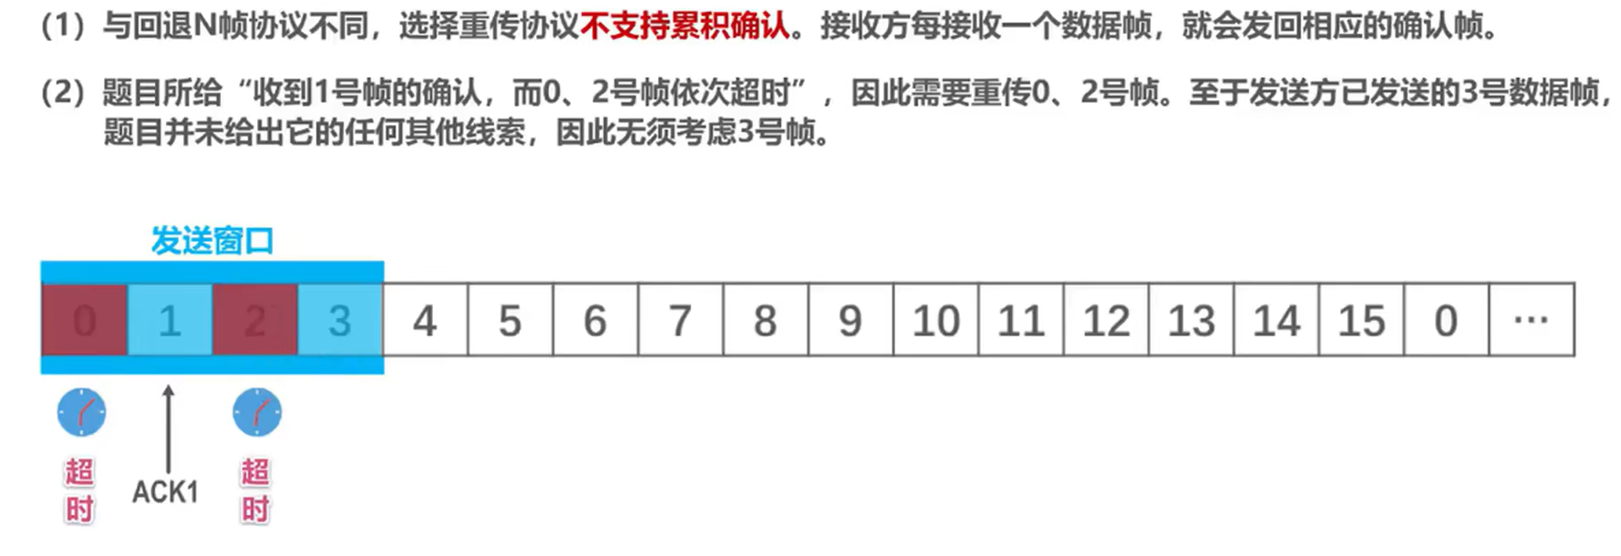 （1）与回退N帧协议不同，选择重传协议不支持累积确认。接收方每接收一个数据帧，就会发回相应的确认帧。
（2）题目所给“收到1号帧的确认，而0、2号帧依次超时”，因此需要重传0、2号帧。至于发送方已发送的3号数据帧，
题目并未给出它的任何其他线索，因此无须考虑3号帧。
发送窗口
0 1 2 3 4 5 6 7 8 9 10 11 12 13 14 15 0 …
超时 ACK1 超时